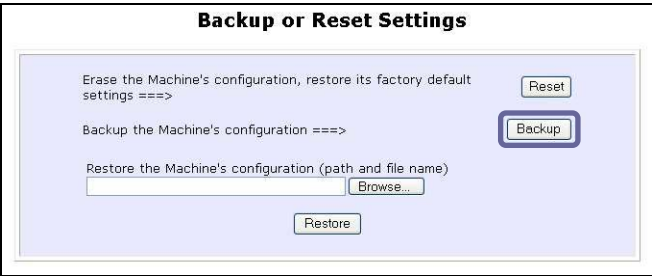 Backup or Reset Settings
Erase the Machine's configuration, restore its factory default
settings ===>
Reset
Backup the Machine's configuration ===>
Backup
Restore the Machine's configuration (path and file name)
Browse...
Restore